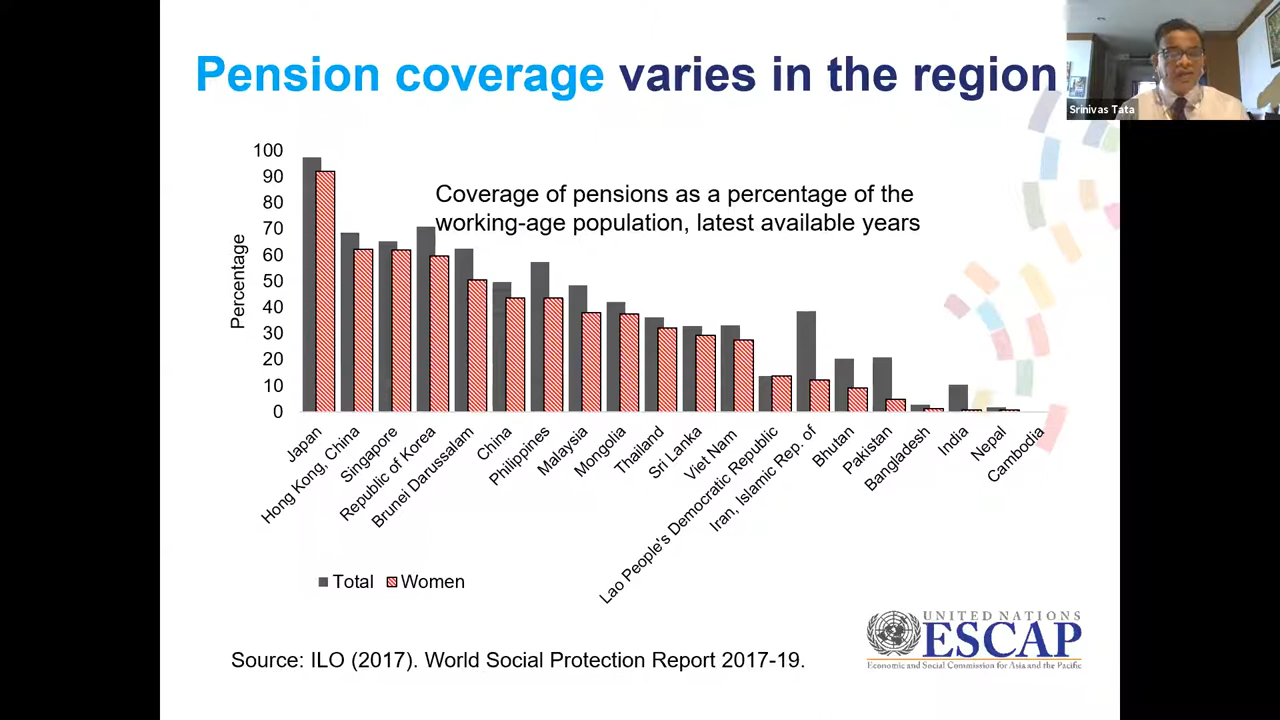 Pension coverage varies in the region
Srinivas Tata
Coverage of pensions as a percentage of the
working-age population, latest available years
Percentage
100
90
80
70
60
50
40
30
20
10
0
Japan
Hong Kong, China
Singapore
Republic of Korea
Brunei Darussalam
China
Philippines
Malaysia
Mongolia
Thailand
Sri Lanka
Viet Nam
Lao People's Democratic Republic
Iran, Islamic Rep. of
Bhutan
Pakistan
Bangladesh
India
Nepal
Cambodia
Total Women
UNITED NATIONS
ESCAP
Economic and Social Commission for Asia and the Pacific
Source: ILO (2017). World Social Protection Report 2017-19.